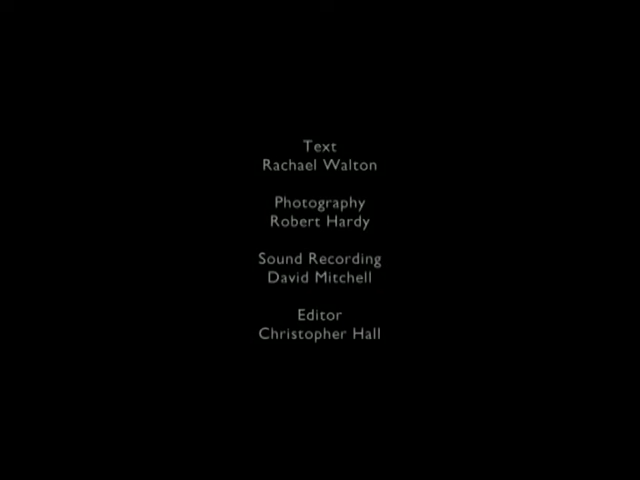 Text
Rachael Walton
Photography
Robert Hardy
Sound Recording
David Mitchell
Editor
Christopher Hall